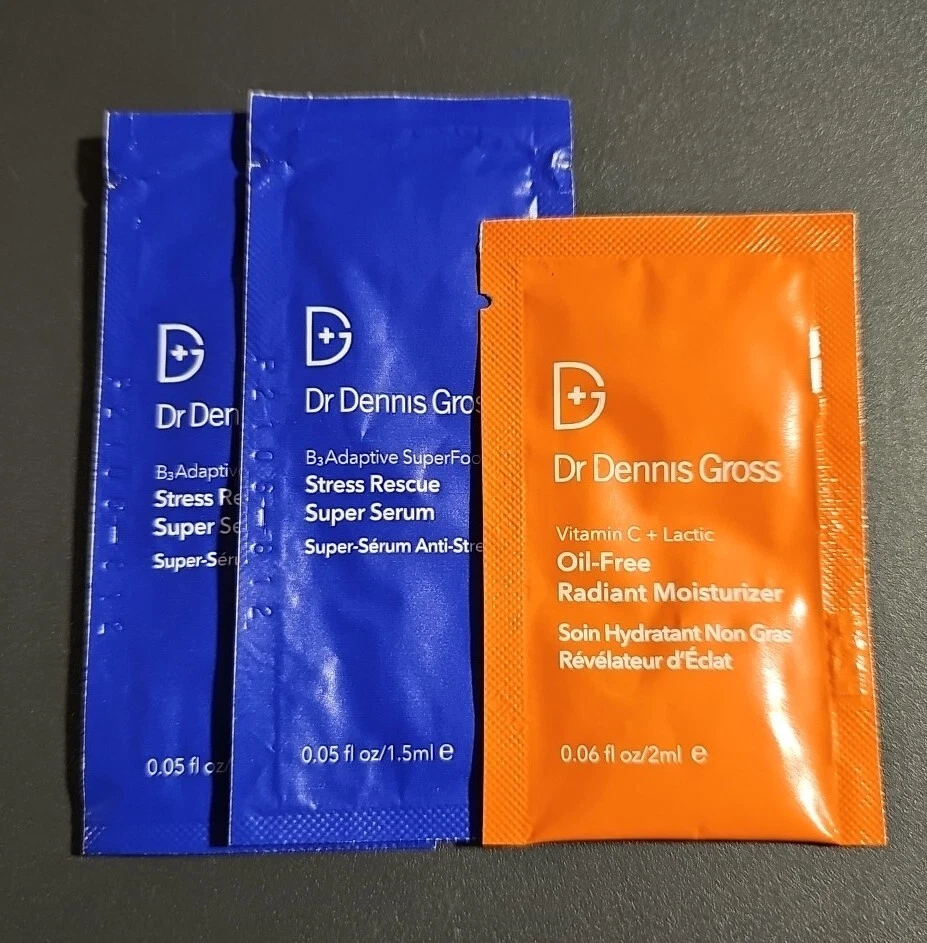 Dr Den
B₃Adaptiv
Stress Re
Super Se
Super-Séru
0.05 fl oz/
Dr Dennis Gros
B₃Adaptive SuperFoo
Stress Rescue
Super Serum
Super-Sérum Anti-Stre
0.05 fl oz/1.5ml e
Dr Dennis Gross
Vitamin C + Lactic
Oil-Free
Radiant Moisturizer
Soin Hydratant Non Gras
Révélateur d'Éclat
0.06 fl oz/2ml e